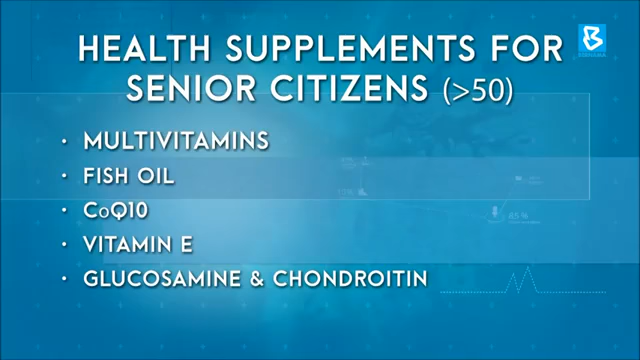 HEALTH SUPPLEMENTS FOR
SENIOR CITIZENS (>50)
• MULTIVITAMINS
• FISH OIL
• CoQ10
• VITAMIN E
• GLUCOSAMINE & CHONDROITIN